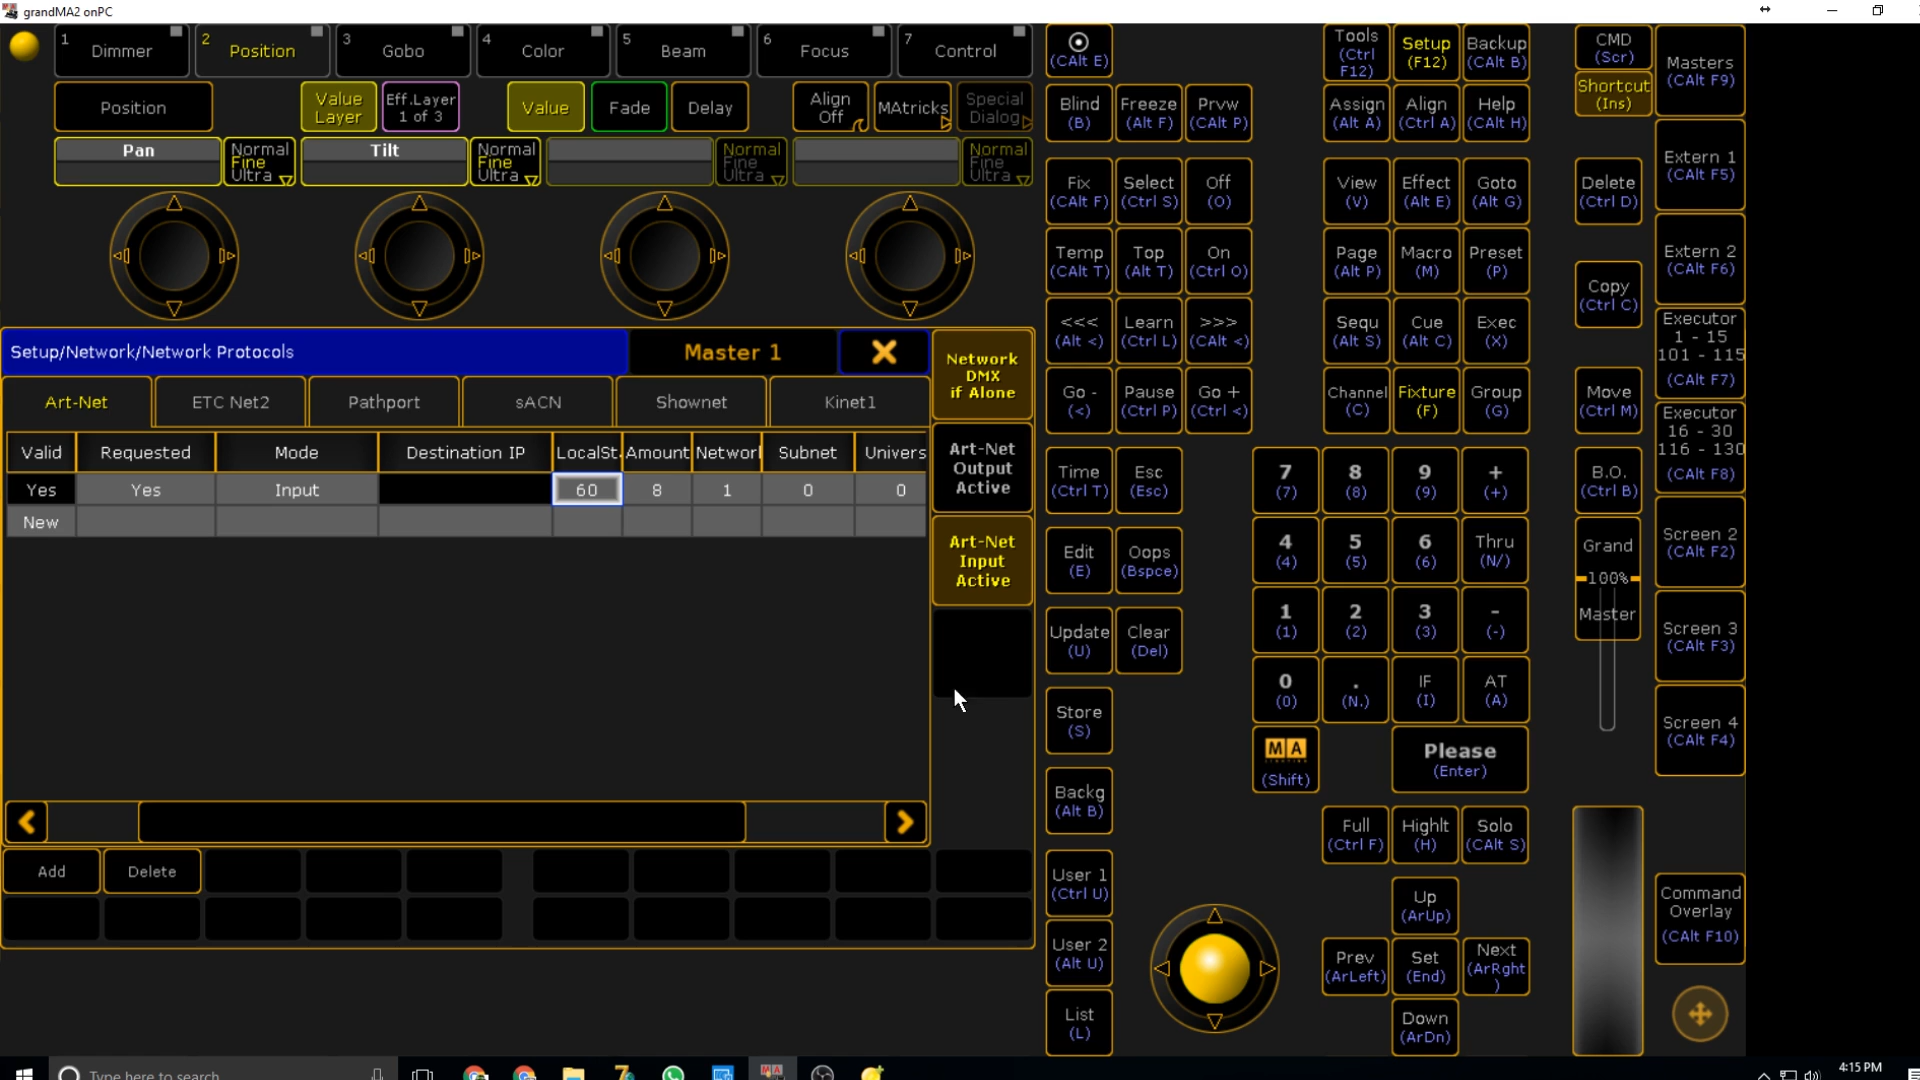 grandMA2 onPC
1 Dimmer
2 Position
3 Gobo
4 Color
5 Beam
6 Focus
7 Control
Position
Value
Layer
Eff.Layer
1 of 3
Value
Fade
Delay
Align
Off
MAtricks
Special
Dialog
Pan
Normal
Fine
Ultra
Tilt
Normal
Fine
Ultra
Normal
Fine
Ultra
Normal
Fine
Ultra
Setup/Network/Network Protocols
Master 1
Art-Net
ETC Net2
Pathport
sACN
Shownet
Kinet1
Valid Requested Mode Destination IP LocalSt. Amount Networl Subnet Univers
Yes Yes Input 60 8 1 0 0
New
Network
DMX
if Alone
Art-Net
Output
Active
Art-Net
Input
Active
Add
Delete
(CAlt E)
Tools
(Ctrl
F12)
Setup
(F12)
Backup
(CAlt B)
Blind
(B)
Freeze
(Alt F)
Prvw
(CAlt P)
Assign
(Alt A)
Align
(Ctrl A)
Help
(CAlt H)
Fix
(CAlt F)
Select
(Ctrl S)
Off
(O)
View
(V)
Effect
(Alt E)
Goto
(Alt G)
Temp
(CAlt T)
Top
(Alt T)
On
(Ctrl O)
Page
(Alt P)
Macro
(M)
Preset
(P)
<<<
(Alt <)
Learn
(Ctrl L)
>>>
(CAlt <)
Sequ
(Alt S)
Cue
(Alt C)
Exec
(X)
Go -
(<)
Pause
(Ctrl P)
Go +
(Ctrl <)
Channel
(C)
Fixture
(F)
Group
(G)
Time
(Ctrl T)
Esc
(Esc)
7
(7)
8
(8)
9
(9)
+
(+)
Edit
(E)
Oops
(Bspce)
4
(4)
5
(5)
6
(6)
Thru
(N/)
Update
(U)
Clear
(Del)
1
(1)
2
(2)
3
(3)
-
(-)
0
(0)
.
(N.)
IF
(I)
AT
(A)
Store
(S)
MA
(Shift)
Please
(Enter)
Backg
(Alt B)
Full
(Ctrl F)
Highlt
(H)
Solo
(CAlt S)
User 1
(Ctrl U)
User 2
(Alt U)
List
(L)
Up
(ArUp)
Prev
(ArLeft)
Set
(End)
Next
(ArRght
)
Down
(ArDn)
CMD
(Scr)
Shortcut
(Ins)
Delete
(Ctrl D)
Copy
(Ctrl C)
Move
(Ctrl M)
B.O.
(Ctrl B)
Grand
100%
Master
Masters
(CAlt F9)
Extern 1
(CAlt F5)
Extern 2
(CAlt F6)
Executor
1 - 15
101 - 115
(CAlt F7)
Executor
16 - 30
116 - 130
(CAlt F8)
Screen 2
(CAlt F2)
Screen 3
(CAlt F3)
Screen 4
(CAlt F4)
Command
Overlay
(CAlt F10)
Type here to search
4:15 PM